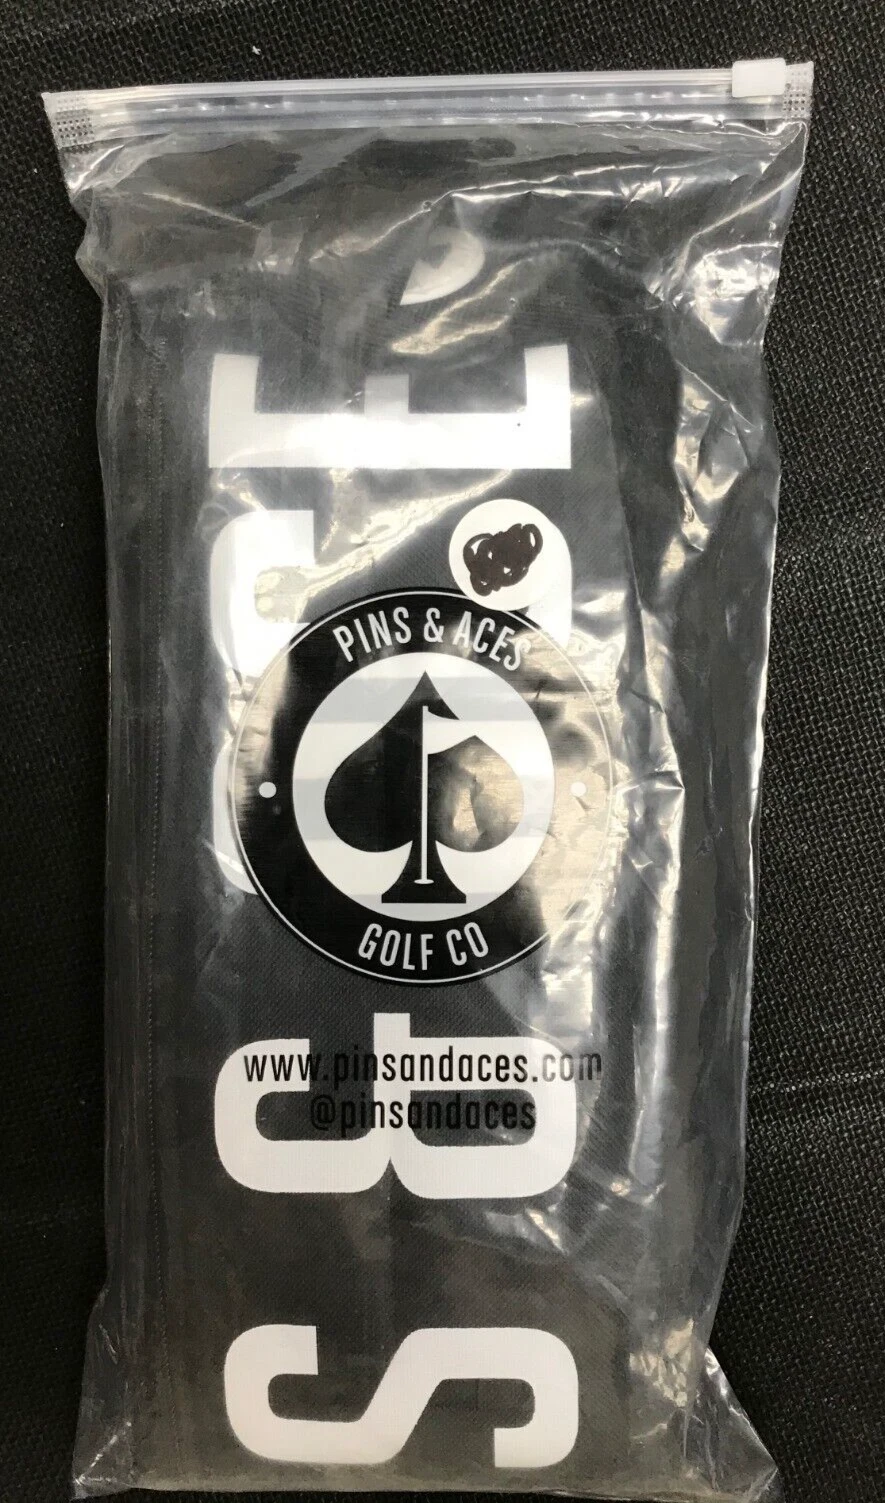 PINS & ACES
GOLF CO
www.pinsandaces.com
@pinsandaces